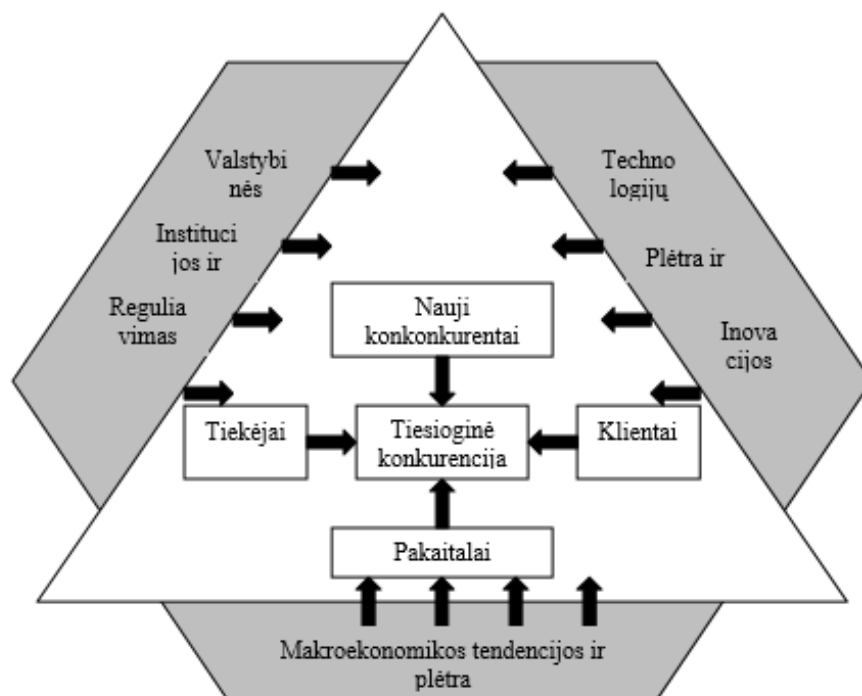 Valstybi
nės
Instituci
jos ir
Regulia
vimas
Techno
logijų
Plėtra ir
Inova
cijos
Nauji
konkonkurentai
Tiekėjai
Tiesioginė
konkurencija
Klientai
Pakaitalai
Makroekonomikos tendencijos ir
plėtra